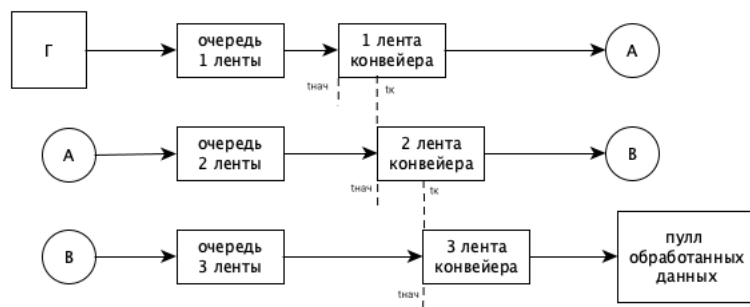 Г
очередь
1 ленты
1 лента
конвейера
А
tнач
tк
А
очередь
2 ленты
2 лента
конвейера
В
tнач
tк
В
очередь
3 ленты
3 лента
конвейера
пулл
обработанных
данных
tнач